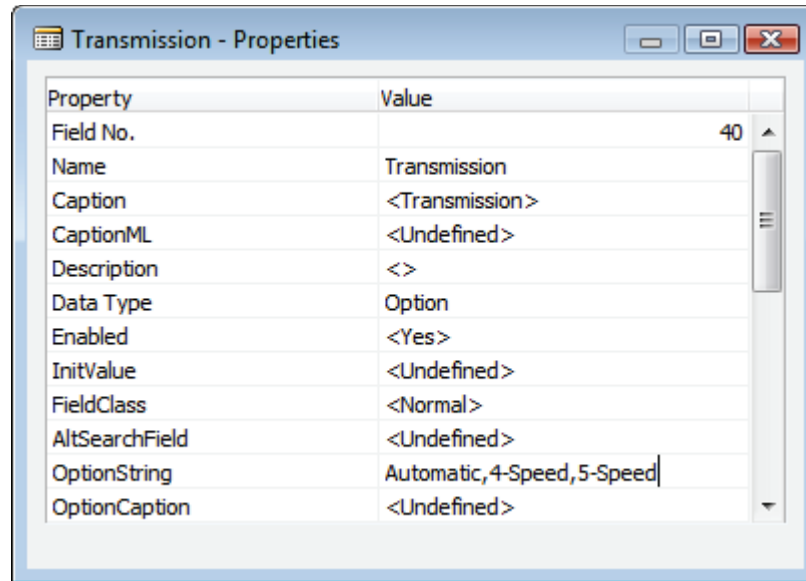 Transmission - Properties
Property Value
Field No. 40
Name Transmission
Caption <Transmission>
CaptionML <Undefined>
Description <>
Data Type Option
Enabled <Yes>
InitValue <Undefined>
FieldClass <Normal>
AltSearchField <Undefined>
OptionString Automatic,4-Speed,5-Speed
OptionCaption <Undefined>